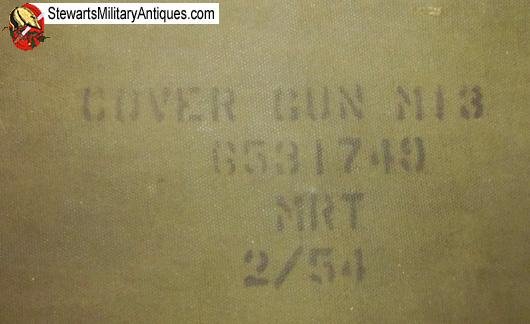 StewartsMilitaryAntiques.com
COVER GUN M13
6531749
MRT
2/54